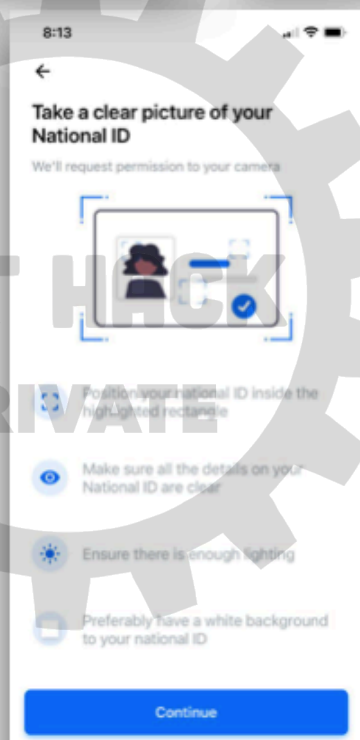 8:13
Take a clear picture of your
National ID
We'll request permission to your camera
T HACK
RIVATE
Position your national ID inside the
highlighted rectangle
Make sure all the details on your
National ID are clear
Ensure there is enough lighting
Preferably have a white background
to your national ID
Continue